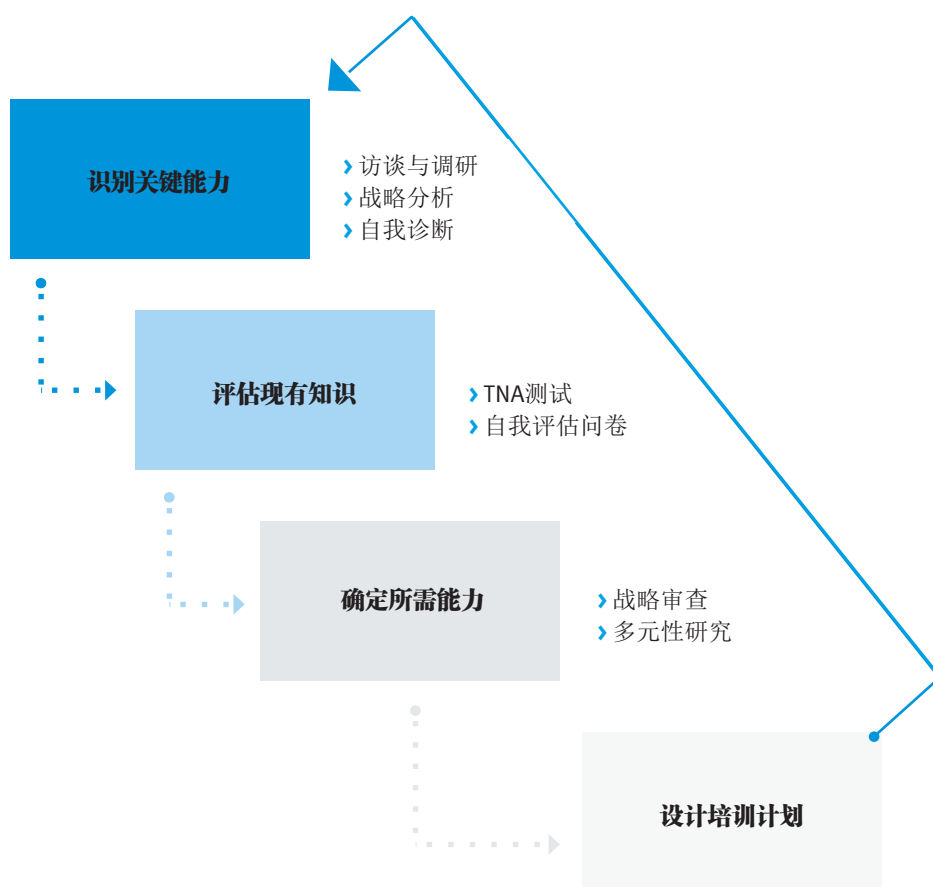 识别关键能力
访谈与调研
战略分析
自我诊断
评估现有知识
TNA测试
自我评估问卷
确定所需能力
战略审查
多元性研究
设计培训计划